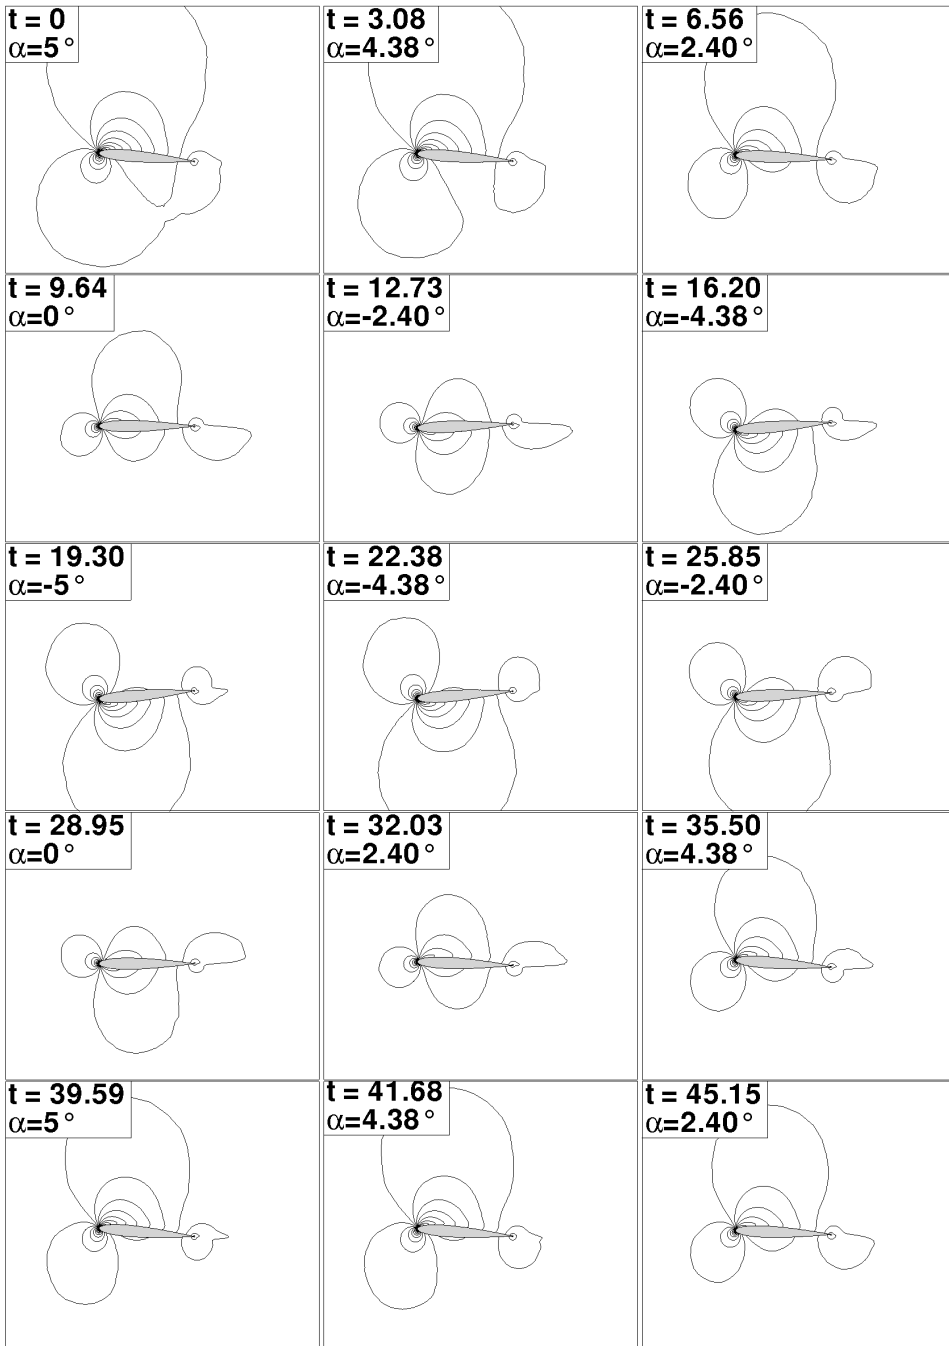 t = 0
α=5°
t = 3.08
α=4.38°
t = 6.56
α=2.40°
t = 9.64
α=0°
t = 12.73
α=-2.40°
t = 16.20
α=-4.38°
t = 19.30
α=-5°
t = 22.38
α=-4.38°
t = 25.85
α=-2.40°
t = 28.95
α=0°
t = 32.03
α=2.40°
t = 35.50
α=4.38°
t = 39.59
α=5°
t = 41.68
α=4.38°
t = 45.15
α=2.40°